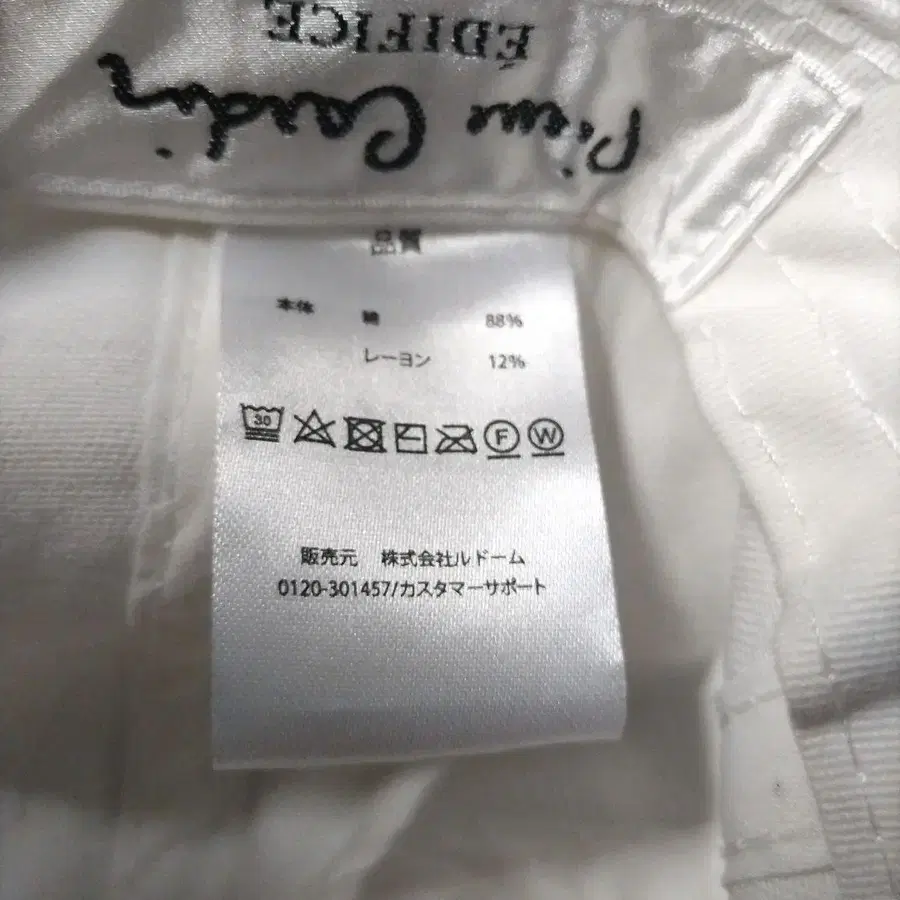 Pierre Cardin
ÉDIFICE
品質
本体 綿 88%
レーヨン 12%
30
F W
販売元 株式会社ルドーム
0120-301457/カスタマーサポート